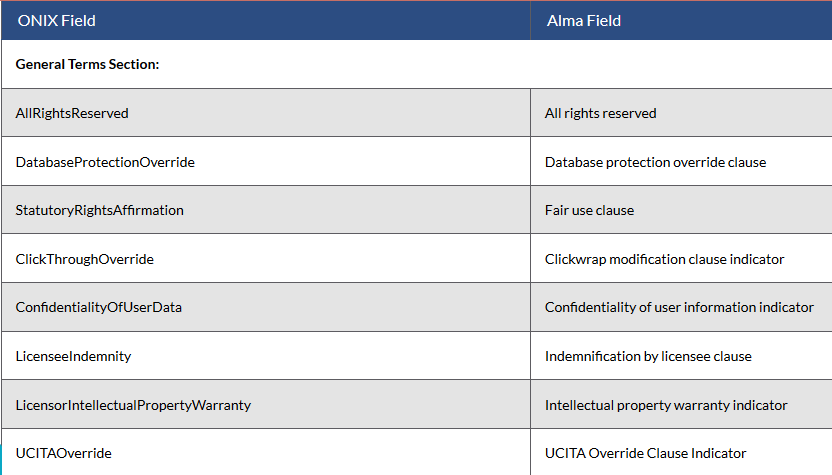 ONIX Field Alma Field
General Terms Section:
AllRightsReserved All rights reserved
DatabaseProtectionOverride Database protection override clause
StatutoryRightsAffirmation Fair use clause
ClickThroughOverride Clickwrap modification clause indicator
ConfidentialityOfUserData Confidentiality of user information indicator
LicenseeIndemnity Indemnification by licensee clause
LicensorIntellectualPropertyWarranty Intellectual property warranty indicator
UCITAOverride UCITA Override Clause Indicator